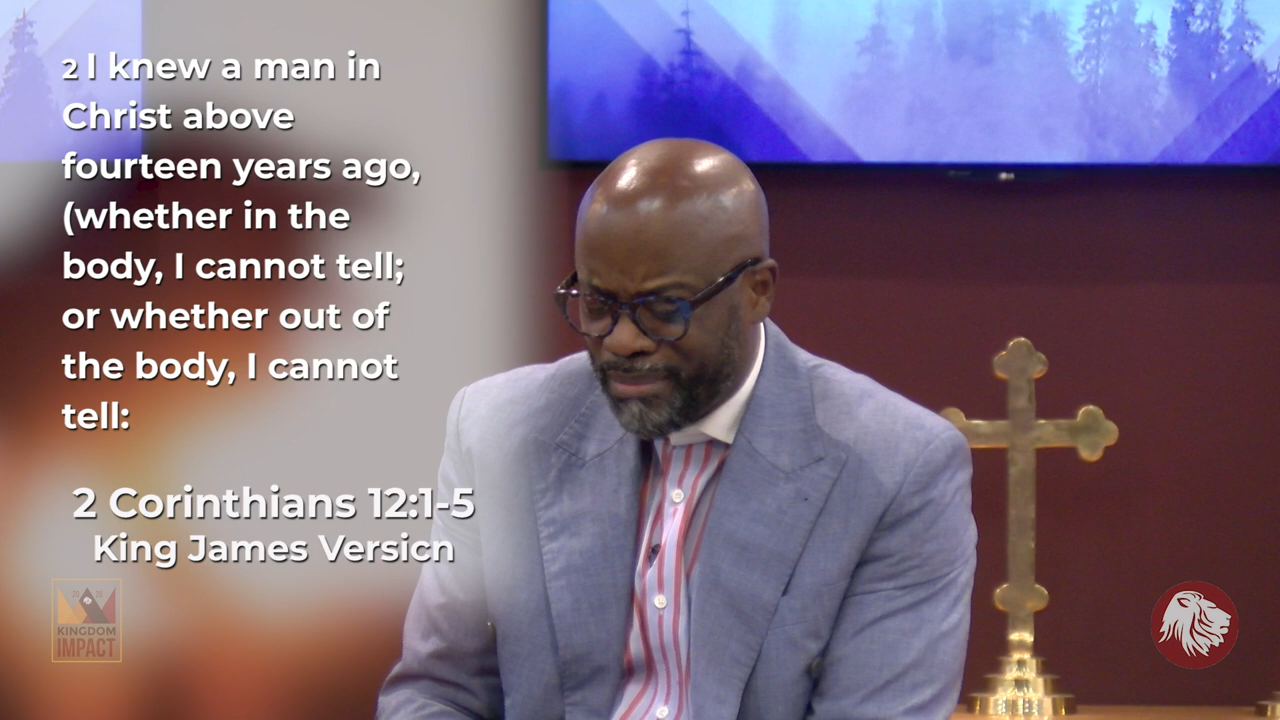 2 I knew a man in
Christ above
fourteen years ago,
(whether in the
body, I cannot tell;
or whether out of
the body, I cannot
tell:
2 Corinthians 12:1-5
King James Version
KINGDOM
IMPACT